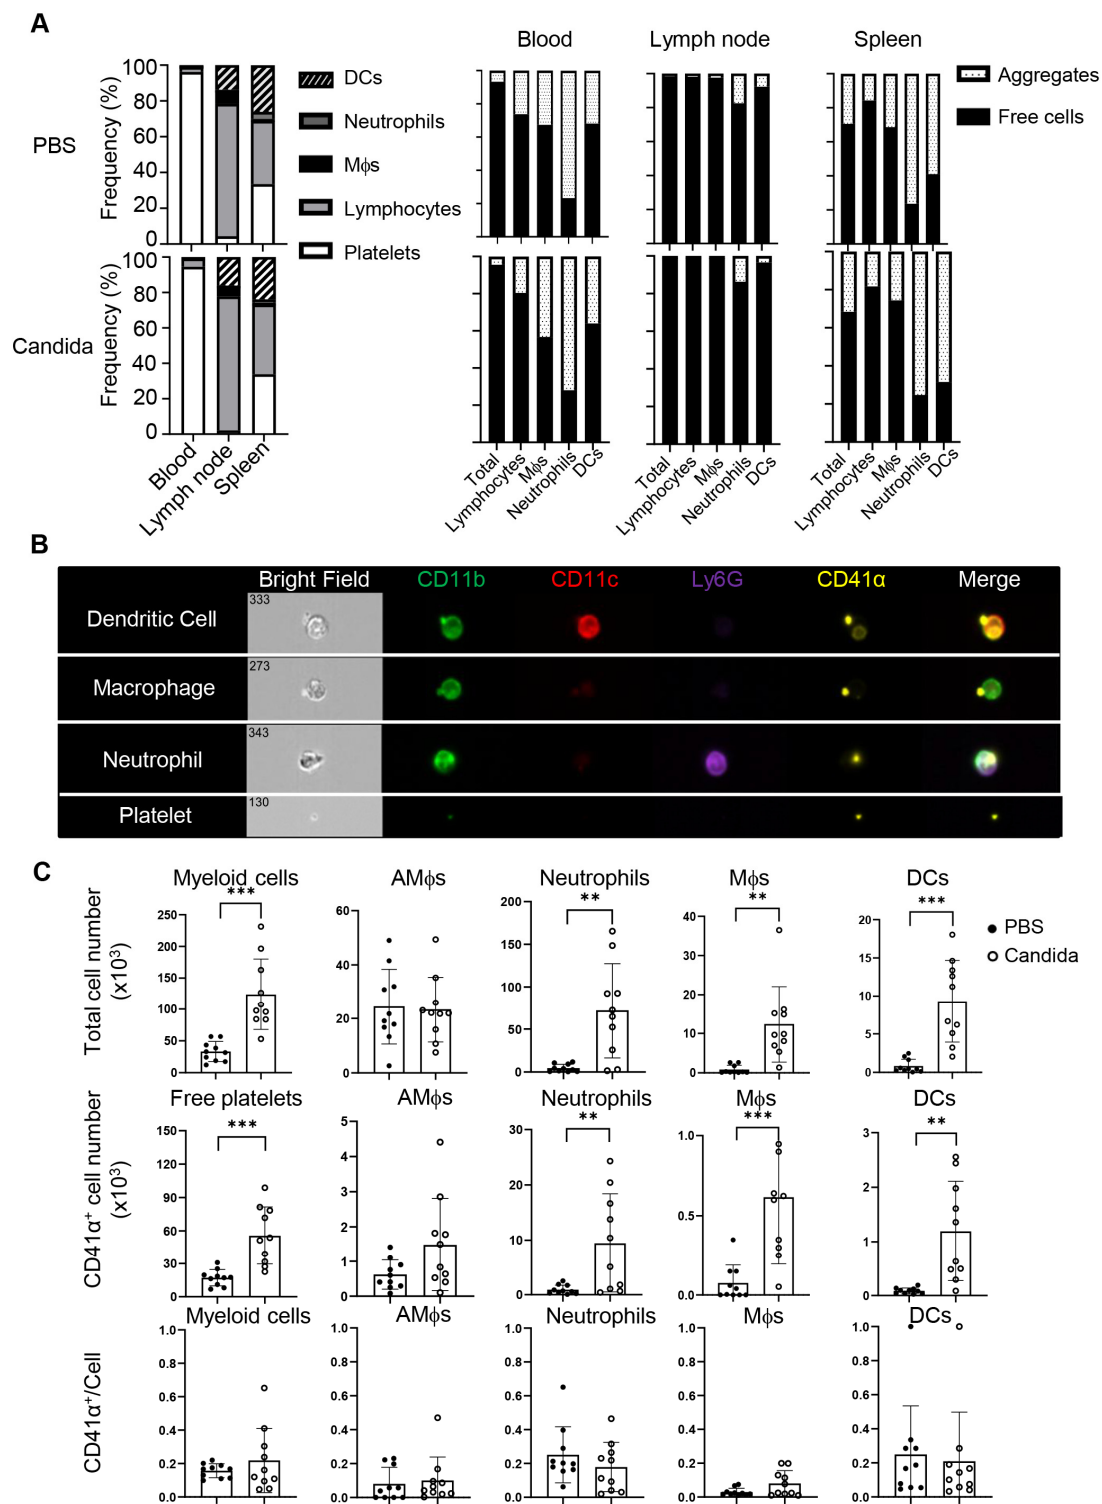 A
Blood
Lymph node
Spleen
PBS
Frequency (%)
100
80
60
40
20
0
DCs
Neutrophils
Mϕs
Lymphocytes
Platelets
Aggregates
Free cells
Candida
Frequency (%)
100
80
60
40
20
0
Blood
Lymph node
Spleen
Total
Lymphocytes
Mϕs
Neutrophils
DCs
Total
Lymphocytes
Mϕs
Neutrophils
DCs
Total
Lymphocytes
Mϕs
Neutrophils
DCs
B
Bright Field CD11b CD11c Ly6G CD41α Merge
Dendritic Cell 333
Macrophage 273
Neutrophil 343
Platelet 130
C
Total cell number
(x10³)
Myeloid cells
***
250
200
150
100
50
0
AMϕs
60
40
20
0
Neutrophils
**
200
150
100
50
0
Mϕs
**
40
30
20
10
0
DCs
***
20
15
10
5
0
PBS
Candida
CD41α⁺ cell number
(x10³)
Free platelets
***
150
120
90
60
30
0
AMϕs
5
4
3
2
1
0
Neutrophils
**
30
20
10
0
Mϕs
***
1.0
0.5
0.0
DCs
**
3
2
1
0
CD41α⁺/Cell
Myeloid cells
1.0
0.8
0.6
0.4
0.2
0.0
AMϕs
1.0
0.8
0.6
0.4
0.2
0.0
Neutrophils
1.0
0.8
0.6
0.4
0.2
0.0
Mϕs
1.0
0.8
0.6
0.4
0.2
0.0
DCs
1.0
0.8
0.6
0.4
0.2
0.0